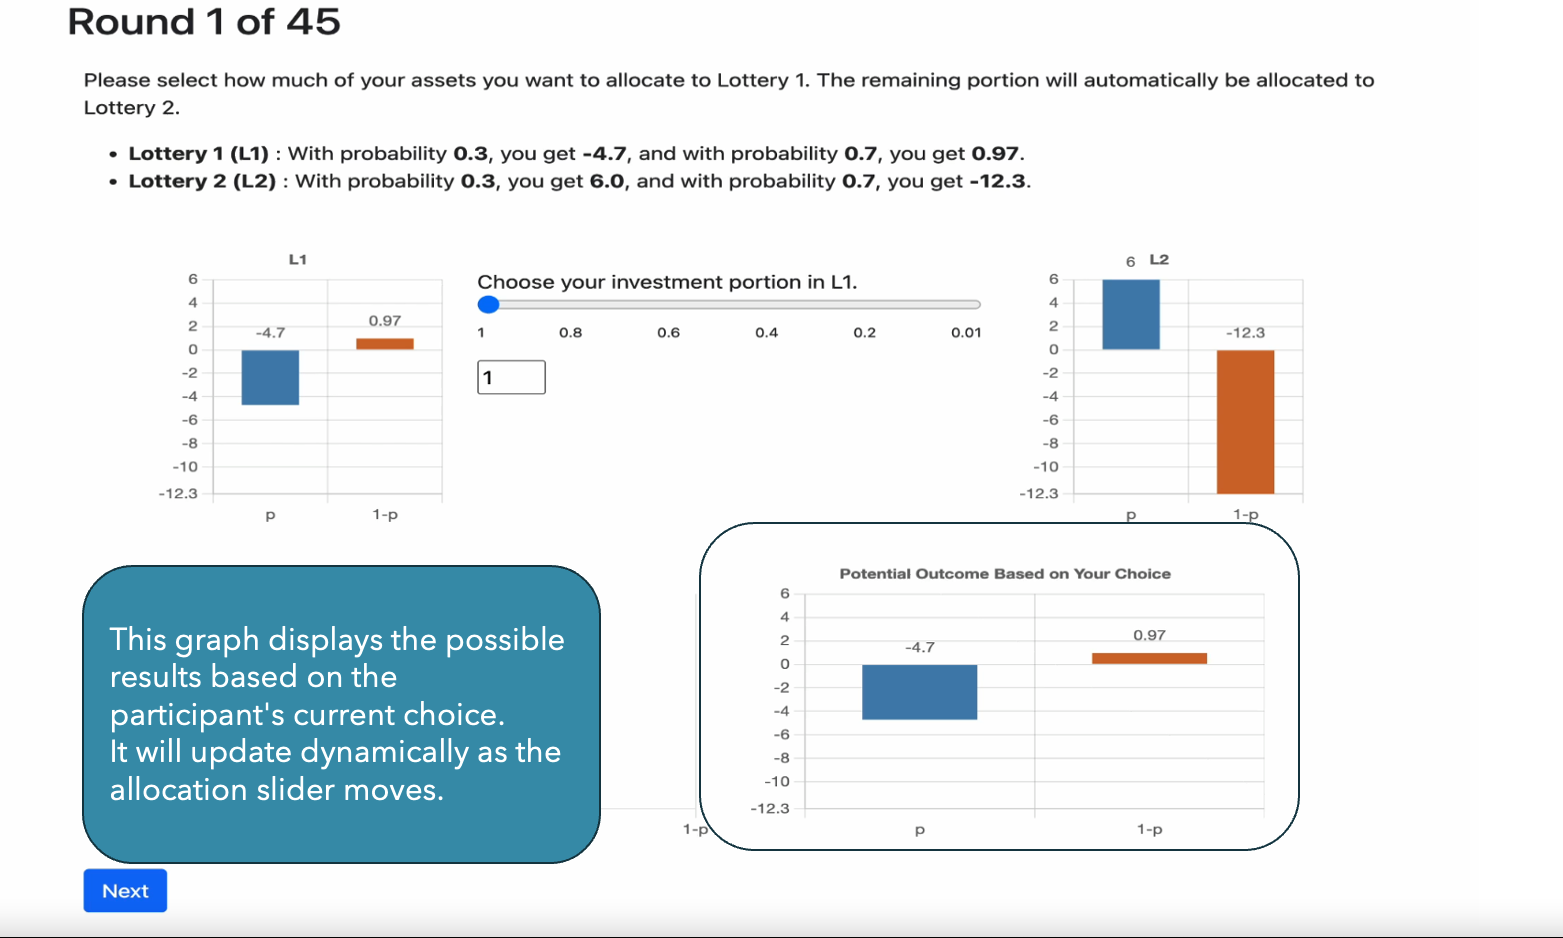 Round 1 of 45
Please select how much of your assets you want to allocate to Lottery 1. The remaining portion will automatically be allocated to
Lottery 2.
• Lottery 1 (L1) : With probability 0.3, you get -4.7, and with probability 0.7, you get 0.97.
• Lottery 2 (L2) : With probability 0.3, you get 6.0, and with probability 0.7, you get -12.3.
L1
6
4
2
0
-2
-4
-6
-8
-10
-12.3
-4.7
0.97
p
1-p
Choose your investment portion in L1.
1 0.8 0.6 0.4 0.2 0.01
1
L2
6
4
2
0
-2
-4
-6
-8
-10
-12.3
6
-12.3
p
1-p
This graph displays the possible
results based on the
participant's current choice.
It will update dynamically as the
allocation slider moves.
1-p
Potential Outcome Based on Your Choice
6
4
2
0
-2
-4
-6
-8
-10
-12.3
-4.7
0.97
p
1-p
Next